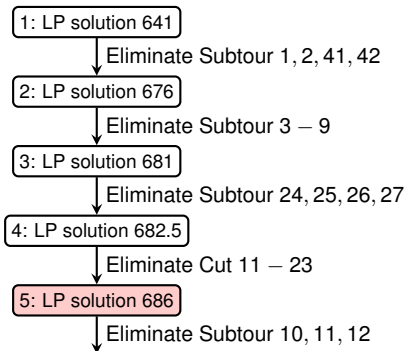 1: LP solution 641
Eliminate Subtour 1, 2, 41, 42
2: LP solution 676
Eliminate Subtour 3 – 9
3: LP solution 681
Eliminate Subtour 24, 25, 26, 27
4: LP solution 682.5
Eliminate Cut 11 – 23
5: LP solution 686
Eliminate Subtour 10, 11, 12